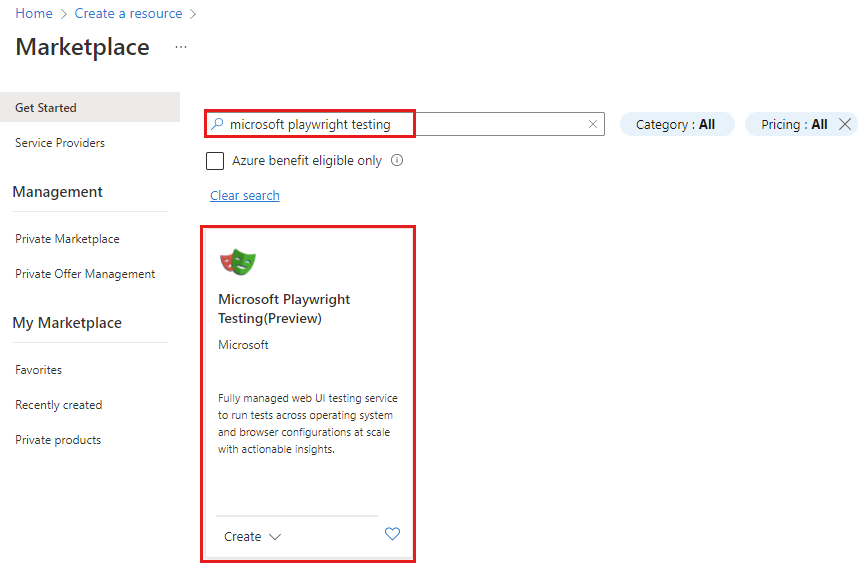 Home > Create a resource >
Marketplace ...
Get Started
Service Providers
Management
Private Marketplace
Private Offer Management
My Marketplace
Favorites
Recently created
Private products
microsoft playwright testing
Category : All
Pricing : All
Azure benefit eligible only
Clear search
Microsoft Playwright
Testing(Preview)
Microsoft
Fully managed web UI testing service
to run tests across operating system
and browser configurations at scale
with actionable insights.
Create